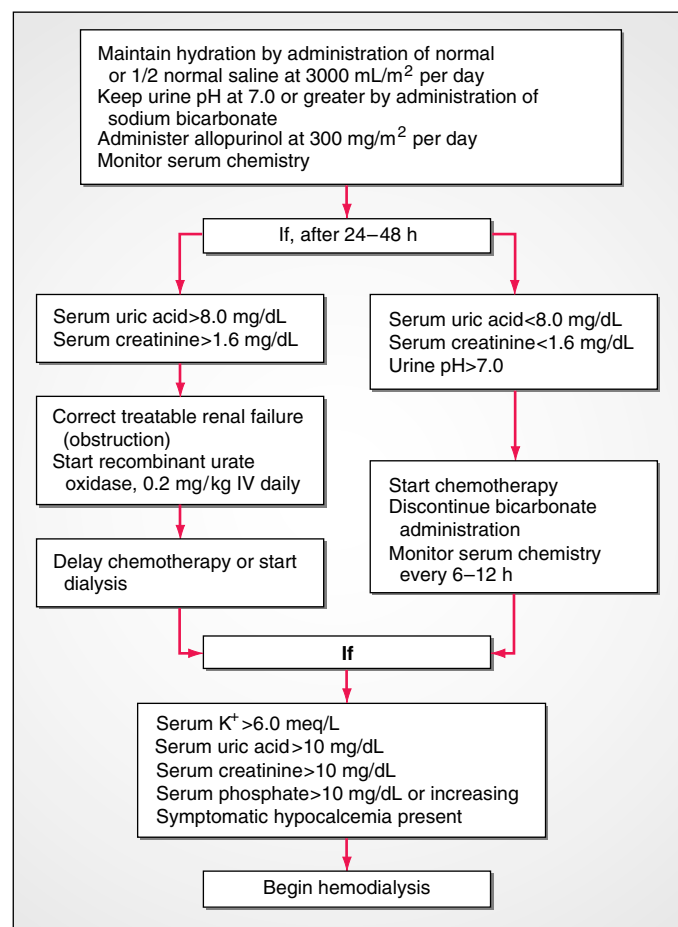 Maintain hydration by administration of normal
or 1/2 normal saline at 3000 mL/m² per day
Keep urine pH at 7.0 or greater by administration of
sodium bicarbonate
Administer allopurinol at 300 mg/m² per day
Monitor serum chemistry
If, after 24–48 h
Serum uric acid>8.0 mg/dL
Serum creatinine>1.6 mg/dL
Serum uric acid<8.0 mg/dL
Serum creatinine<1.6 mg/dL
Urine pH>7.0
Correct treatable renal failure
(obstruction)
Start recombinant urate
oxidase, 0.2 mg/kg IV daily
Start chemotherapy
Discontinue bicarbonate
administration
Monitor serum chemistry
every 6–12 h
Delay chemotherapy or start
dialysis
If
Serum K⁺>6.0 meq/L
Serum uric acid>10 mg/dL
Serum creatinine>10 mg/dL
Serum phosphate>10 mg/dL or increasing
Symptomatic hypocalcemia present
Begin hemodialysis